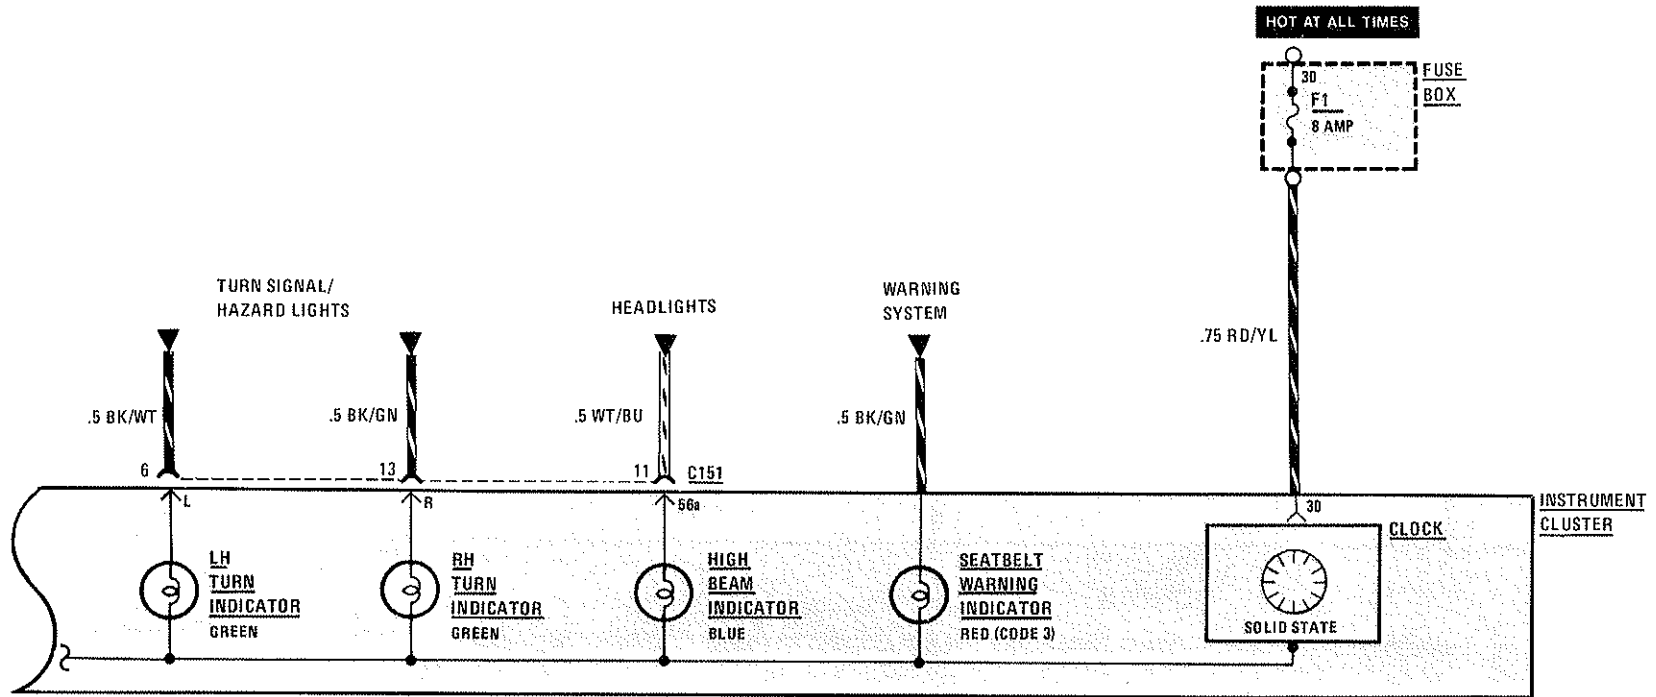 HOT AT ALL TIMES
30
F1
8 AMP
FUSE
BOX
TURN SIGNAL/
HAZARD LIGHTS
HEADLIGHTS
WARNING
SYSTEM
.75 RD/YL
.5 BK/WT
.5 BK/GN
.5 WT/BU
.5 BK/GN
6
13
11
C151
L
R
56a
30
INSTRUMENT
CLUSTER
CLOCK
LH
TURN
INDICATOR
GREEN
RH
TURN
INDICATOR
GREEN
HIGH
BEAM
INDICATOR
BLUE
SEATBELT
WARNING
INDICATOR
RED (CODE 3)
SOLID STATE